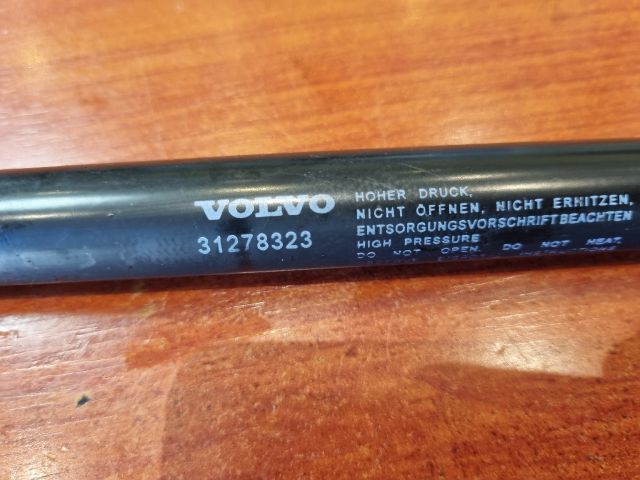 VOLVO
31278323
HOHER DRUCK.
NICHT ÖFFNEN, NICHT ERHITZEN,
ENTSORGUNGSVORSCHRIFT BEACHTEN
HIGH PRESSURE
DO NOT OPEN. DO NOT HEAT.